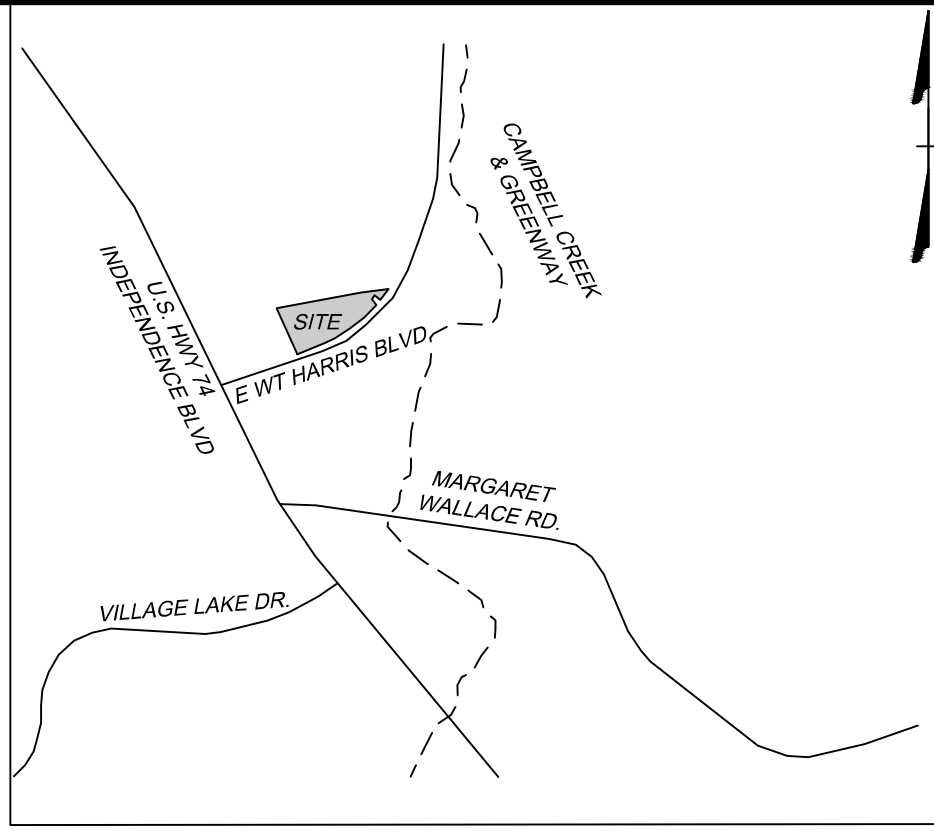 CAMPBELL CREEK
& GREENWAY
U.S. HWY 74
INDEPENDENCE BLVD
SITE
E WT HARRIS BLVD
MARGARET
WALLACE RD.
VILLAGE LAKE DR.